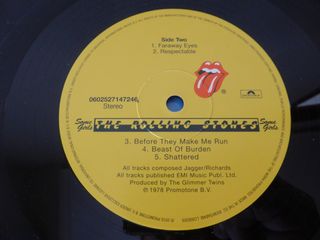 Side Two
1. Faraway Eyes
2. Respectable
0602527147246
Stereo
Some Girls
THE ROLLING STONES
Some Girls
3. Before They Make Me Run
4. Beast Of Burden
5. Shattered
All tracks composed Jagger/Richards
All tracks published EMI Music Publ. Ltd.
Produced by The Glimmer Twins
℗ 1978 Promotone B.V.